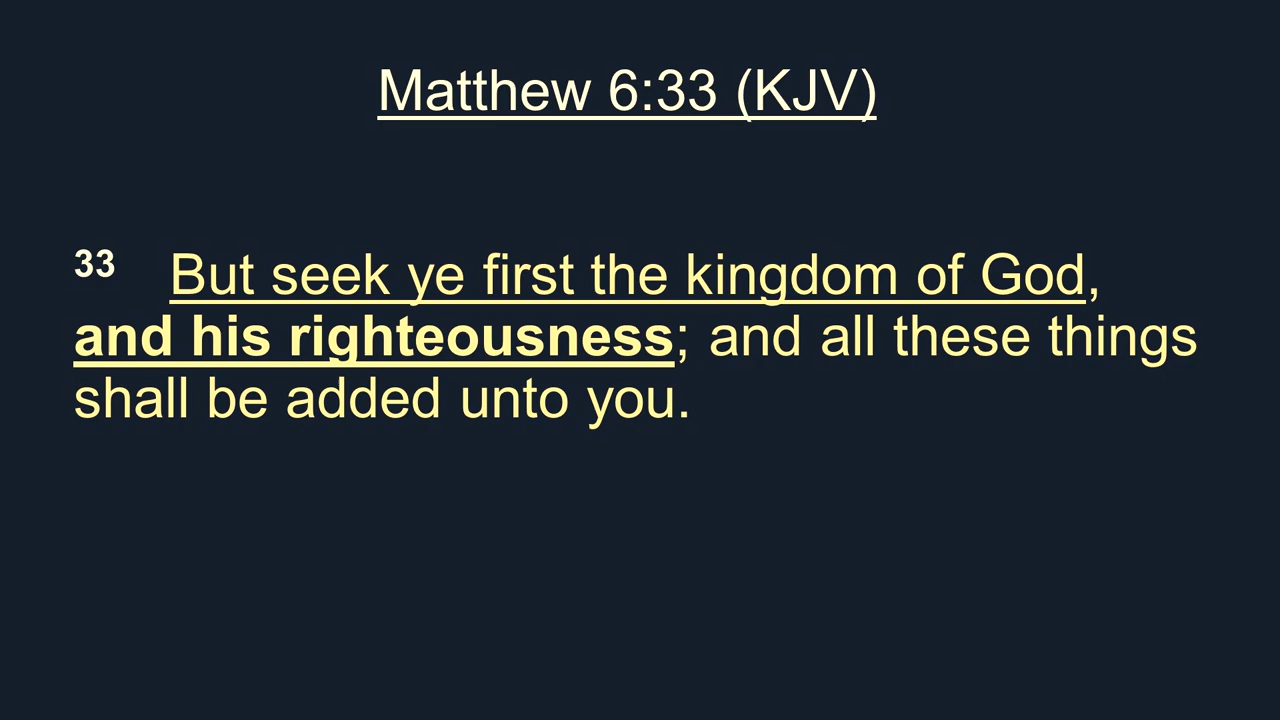 Matthew 6:33 (KJV)
33 But seek ye first the kingdom of God,
and his righteousness; and all these things
shall be added unto you.